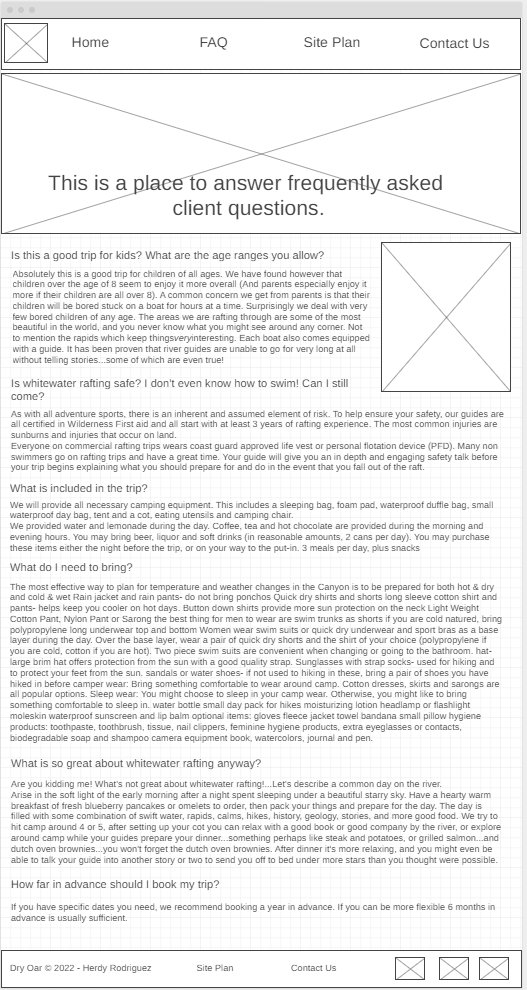 Home FAQ Site Plan Contact Us
This is a place to answer frequently asked
client questions.
Is this a good trip for kids? What are the age ranges you allow?
Absolutely this is a good trip for children of all ages. We have found however that
children over the age of 8 seem to enjoy it more overall (And parents especially enjoy it
more if their children are all over 8). A common concern we get from parents is that their
children will be bored stuck on a boat for hours at a time. Surprisingly we deal with very
few bored children of any age. The areas we are rafting through are some of the most
beautiful in the world, and you never know what you might see around any corner. Not
to mention the rapids which keep thingsveryinteresting. Each boat also comes equipped
with a guide. It has been proven that river guides are unable to go for very long at all
without telling stories...some of which are even true!
Is whitewater rafting safe? I don't even know how to swim! Can I still
come?
As with all adventure sports, there is an inherent and assumed element of risk. To help ensure your safety, our guides are
all certified in Wilderness First aid and all start with at least 3 years of rafting experience. The most common injuries are
sunburns and injuries that occur on land.
Everyone on commercial rafting trips wears coast guard approved life vest or personal flotation device (PFD). Many non
swimmers go on rafting trips and have a great time. Your guide will give you an in depth and engaging safety talk before
your trip begins explaining what you should prepare for and do in the event that you fall out of the raft.
What is included in the trip?
We will provide all necessary camping equipment. This includes a sleeping bag, foam pad, waterproof duffle bag, small
waterproof day bag, tent and a cot, eating utensils and camping chair.
We provided water and lemonade during the day. Coffee, tea and hot chocolate are provided during the morning and
evening hours. You may bring beer, liquor and soft drinks (in reasonable amounts, 2 cans per day). You may purchase
these items either the night before the trip, or on your way to the put-in. 3 meals per day, plus snacks
What do I need to bring?
The most effective way to plan for temperature and weather changes in the Canyon is to be prepared for both hot & dry
and cold & wet Rain jacket and rain pants- do not bring ponchos Quick dry shirts and shorts long sleeve cotton shirt and
pants- helps keep you cooler on hot days. Button down shirts provide more sun protection on the neck Light Weight
Cotton Pant, Nylon Pant or Sarong the best thing for men to wear are swim trunks as shorts if you are cold natured, bring
polypropylene long underwear top and bottom Women wear swim suits or quick dry underwear and sport bras as a base
layer during the day. Over the base layer, wear a pair of quick dry shorts and the shirt of your choice (polypropylene if
you are cold, cotton if you are hot). Two piece swim suits are convenient when changing or going to the bathroom. hat-
large brim hat offers protection from the sun with a good quality strap. Sunglasses with strap socks- used for hiking and
to protect your feet from the sun. sandals or water shoes- if not used to hiking in these, bring a pair of shoes you have
hiked in before camper wear: Bring something comfortable to wear around camp. Cotton dresses, skirts and sarongs are
all popular options. Sleep wear: You might choose to sleep in your camp wear. Otherwise, you might like to bring
something comfortable to sleep in. water bottle small day pack for hikes moisturizing lotion headlamp or flashlight
moleskin waterproof sunscreen and lip balm optional items: gloves fleece jacket towel bandana small pillow hygiene
products: toothpaste, toothbrush, tissue, nail clippers, feminine hygiene products, extra eyeglasses or contacts,
biodegradable soap and shampoo camera equipment book, watercolors, journal and pen.
What is so great about whitewater rafting anyway?
Are you kidding me! What's not great about whitewater rafting!...Let's describe a common day on the river.
Arise in the soft light of the early morning after a night spent sleeping under a beautiful starry sky. Have a hearty warm
breakfast of fresh blueberry pancakes or omelets to order, then pack your things and prepare for the day. The day is
filled with some combination of swift water, rapids, calms, hikes, history, geology, stories, and more good food. We try to
hit camp around 4 or 5, after setting up your cot you can relax with a good book or good company by the river, or explore
around camp while your guides prepare your dinner...something perhaps like steak and potatoes, or grilled salmon...and
dutch oven brownies...you won't forget the dutch oven brownies. After dinner it's more relaxing, and you might even be
able to talk your guide into another story or two to send you off to bed under more stars than you thought were possible.
How far in advance should I book my trip?
If you have specific dates you need, we recommend booking a year in advance. If you can be more flexible 6 months in
advance is usually sufficient.
Dry Oar © 2022 - Herdy Rodriguez Site Plan Contact Us